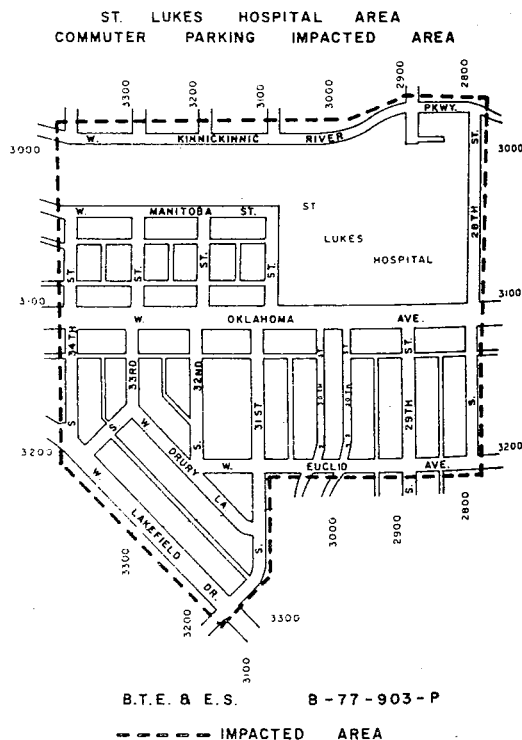 ST. LUKES HOSPITAL AREA
COMMUTER PARKING IMPACTED AREA
3300
3200
3100
3000
2900
2800
PKWY.
W. KINNICKINNIC RIVER
3000
3000
ST.
28TH
W. MANITOBA ST.
ST
LUKES
HOSPITAL
ST.
ST.
ST.
ST.
3100
3100
W. OKLAHOMA AVE.
34TH
33RD
32ND
31ST
ST.
29TH
S.
S.
S.
S.
3200
3200
W. DRURY LA.
W. EUCLID AVE.
S.
S.
W. LAKEFIELD DR.
3000
2900
2800
3300
3200
3300
3100
B.T.E. & E.S. B-77-903-P
IMPACTED AREA